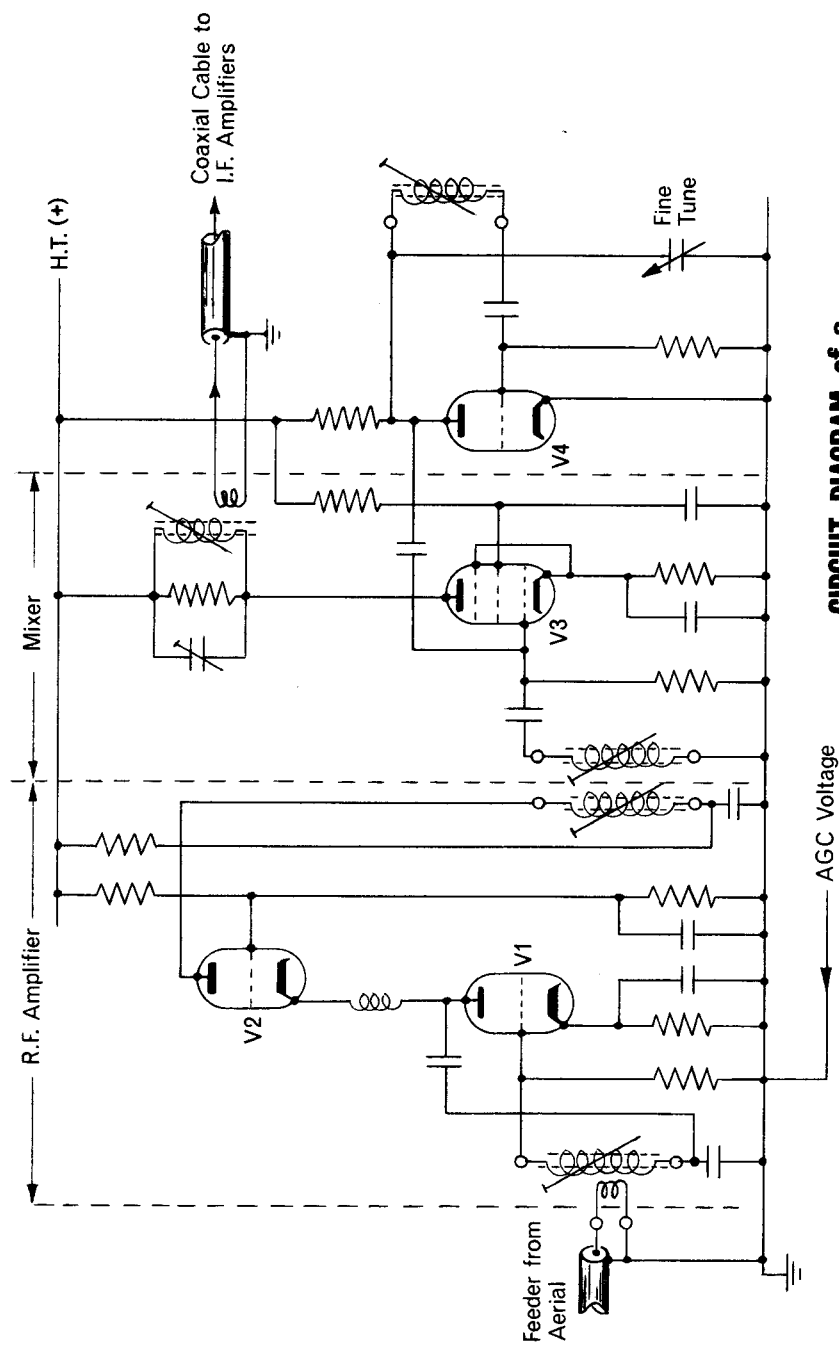 R.F. Amplifier
Mixer
H.T. (+)
Coaxial Cable to
I.F. Amplifiers
V2
V1
V3
V4
Fine
Tune
Feeder from
Aerial
AGC Voltage
CIRCUIT DIAGRAM of a